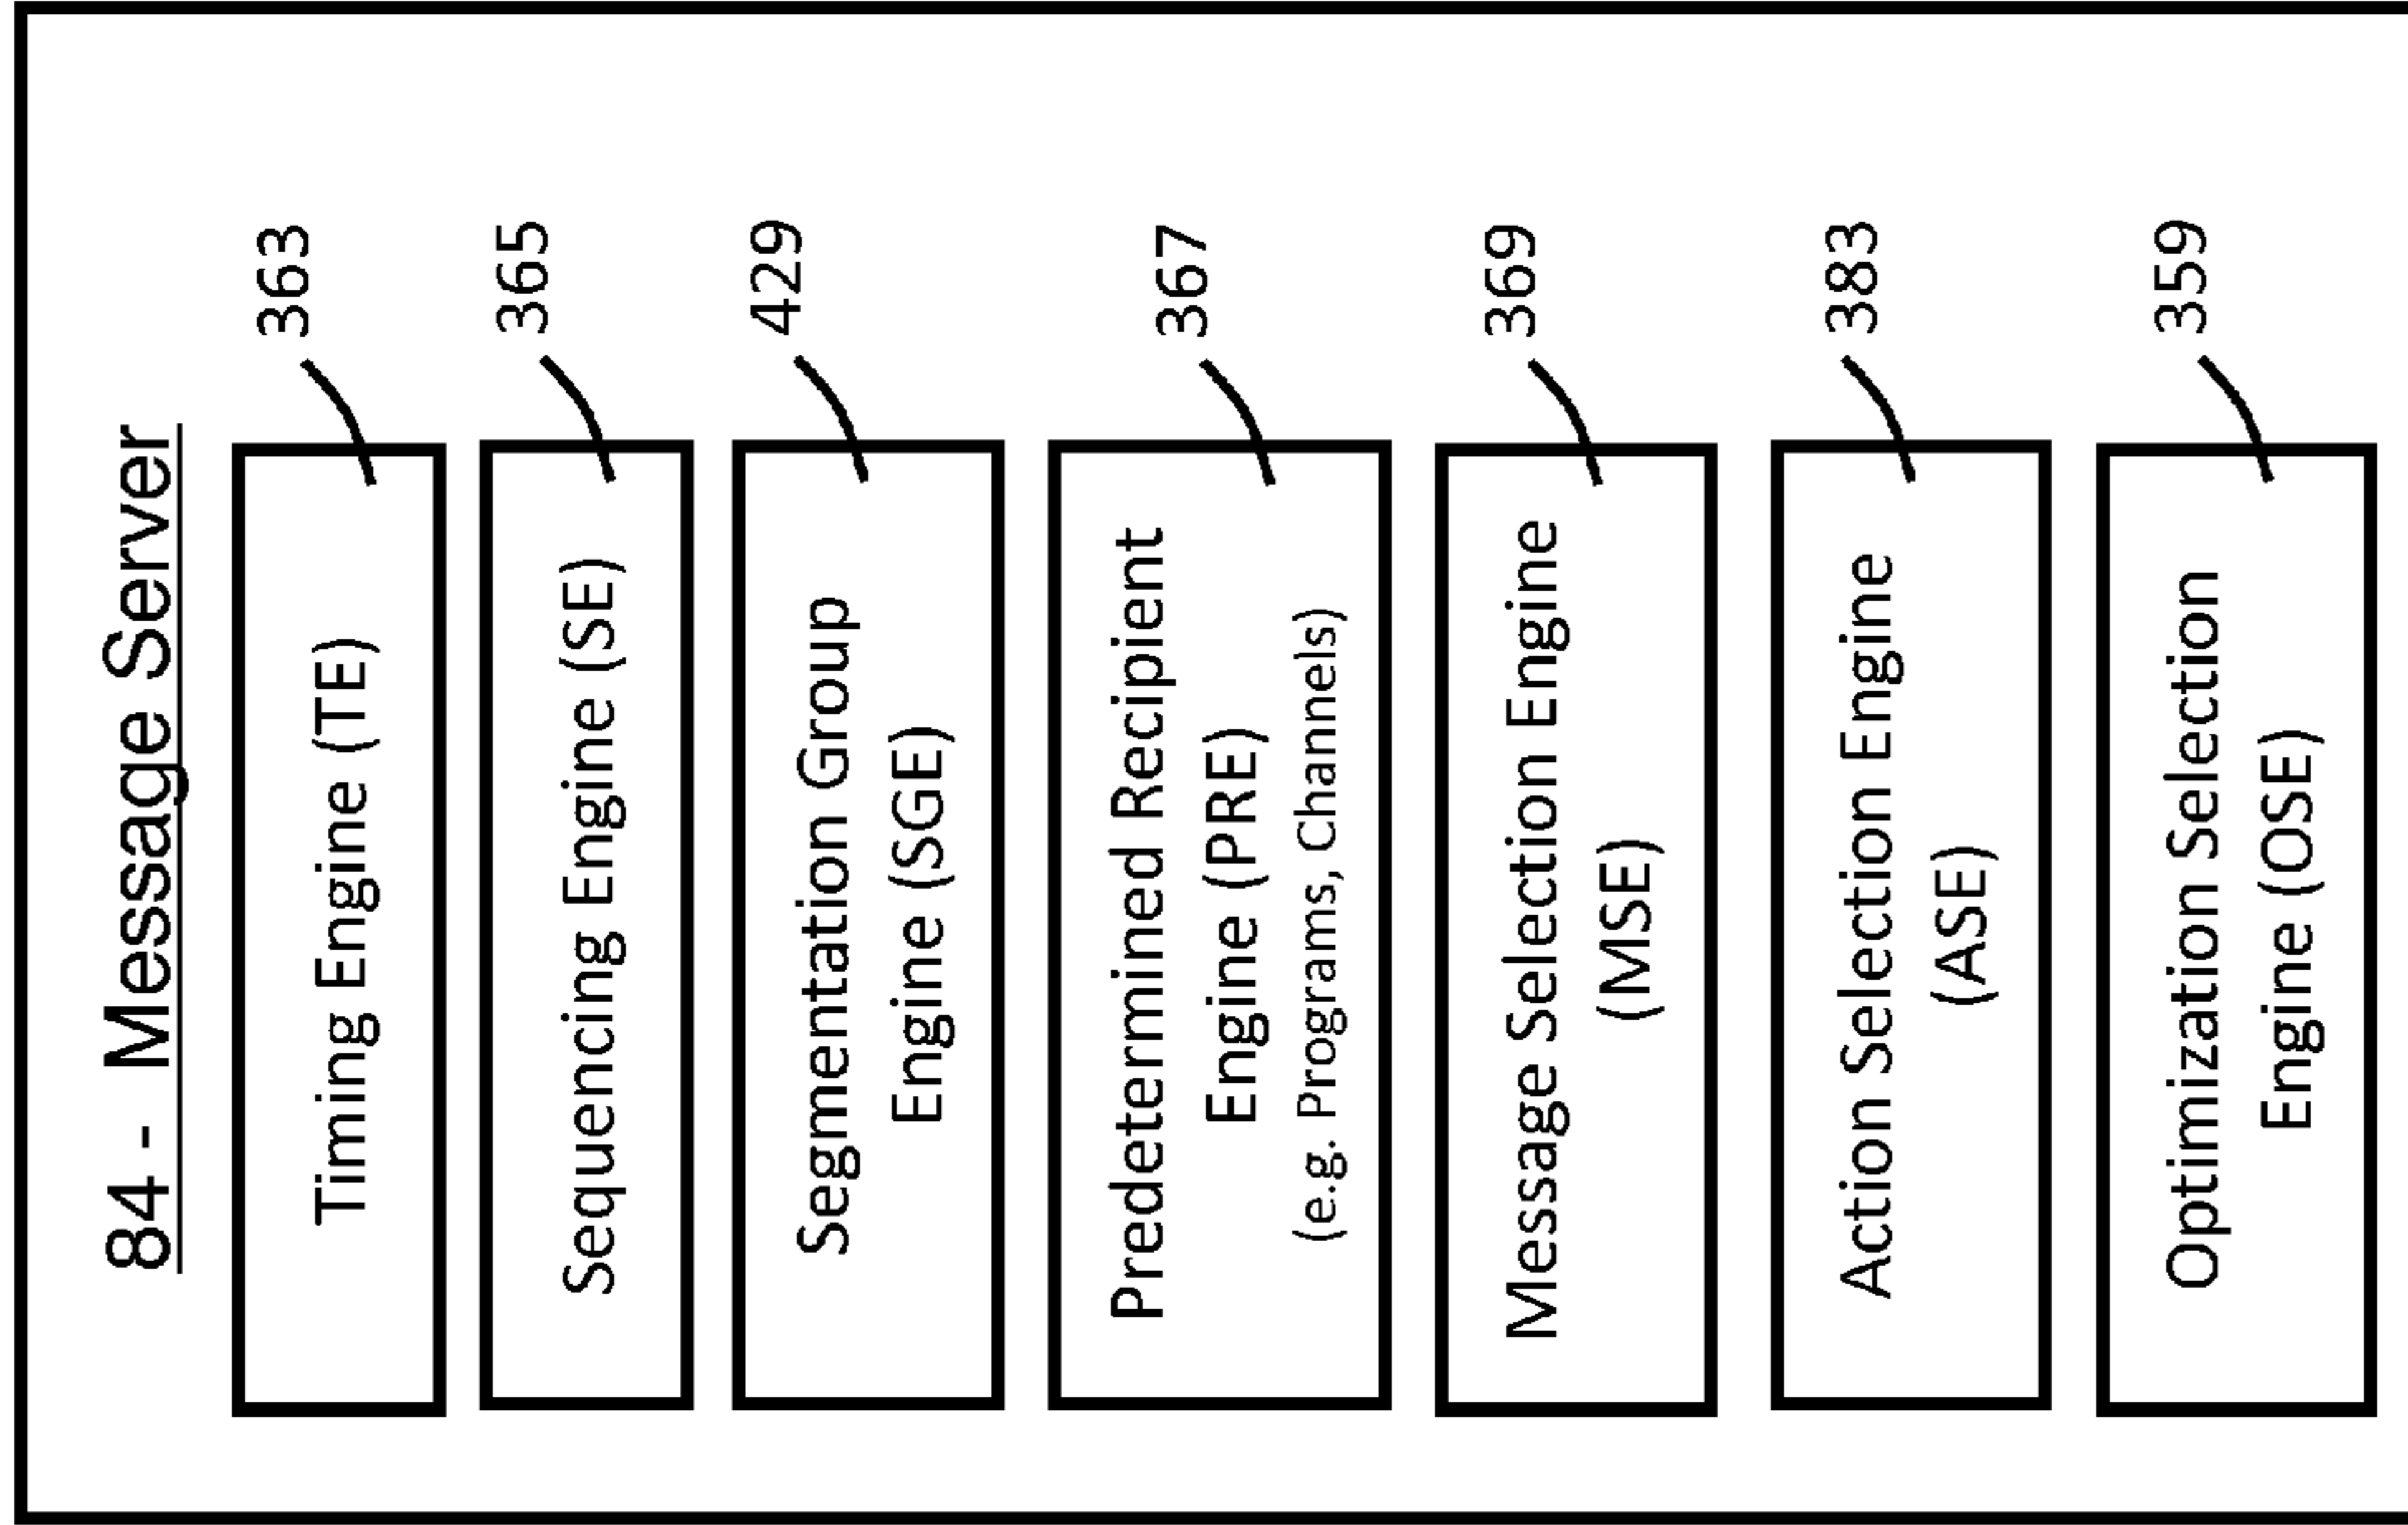 84 - Message Server
Timing Engine (TE)
363
Sequencing Engine (SE)
365
Segmentation Group
Engine (SGE)
429
Predetermined Recipient
Engine (PRE)
(e.g. Programs, Channels)
367
Message Selection Engine
(MSE)
369
Action Selection Engine
(ASE)
383
Optimization Selection
Engine (OSE)
359